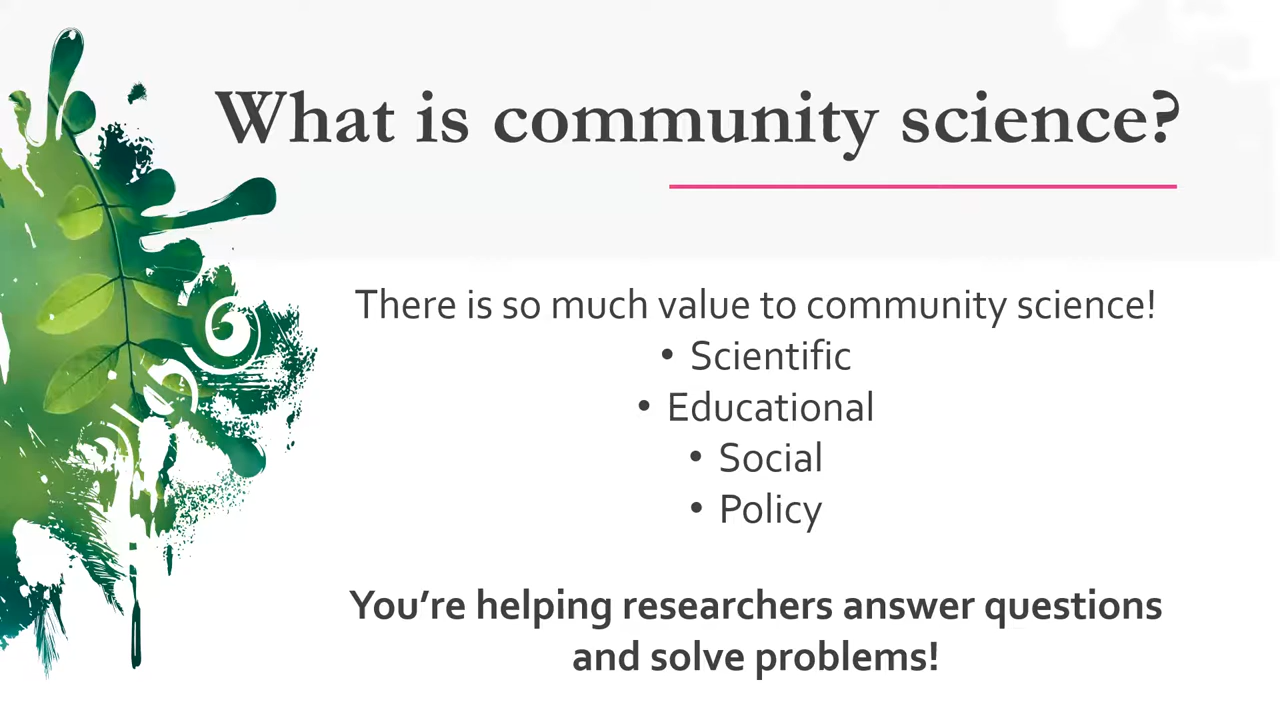 What is community science?
There is so much value to community science!
• Scientific
• Educational
• Social
• Policy
You’re helping researchers answer questions
and solve problems!